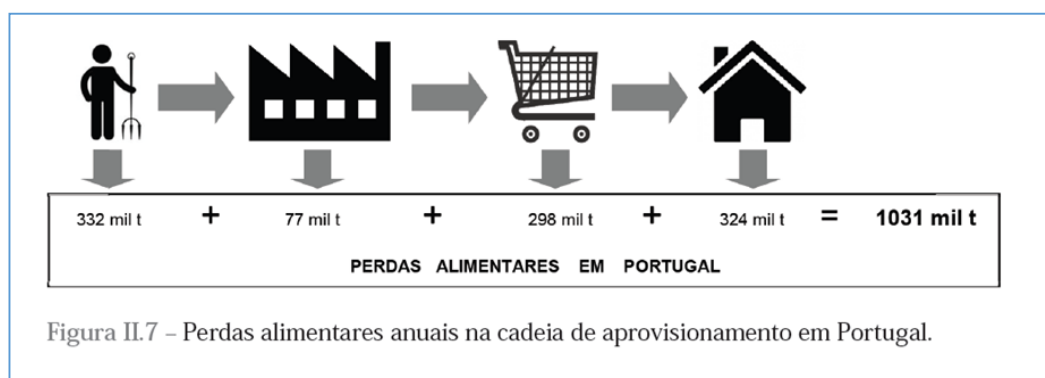 332 mil t + 77 mil t + 298 mil t + 324 mil t = 1031 mil t
PERDAS ALIMENTARES EM PORTUGAL
Figura II.7 – Perdas alimentares anuais na cadeia de aprovisionamento em Portugal.